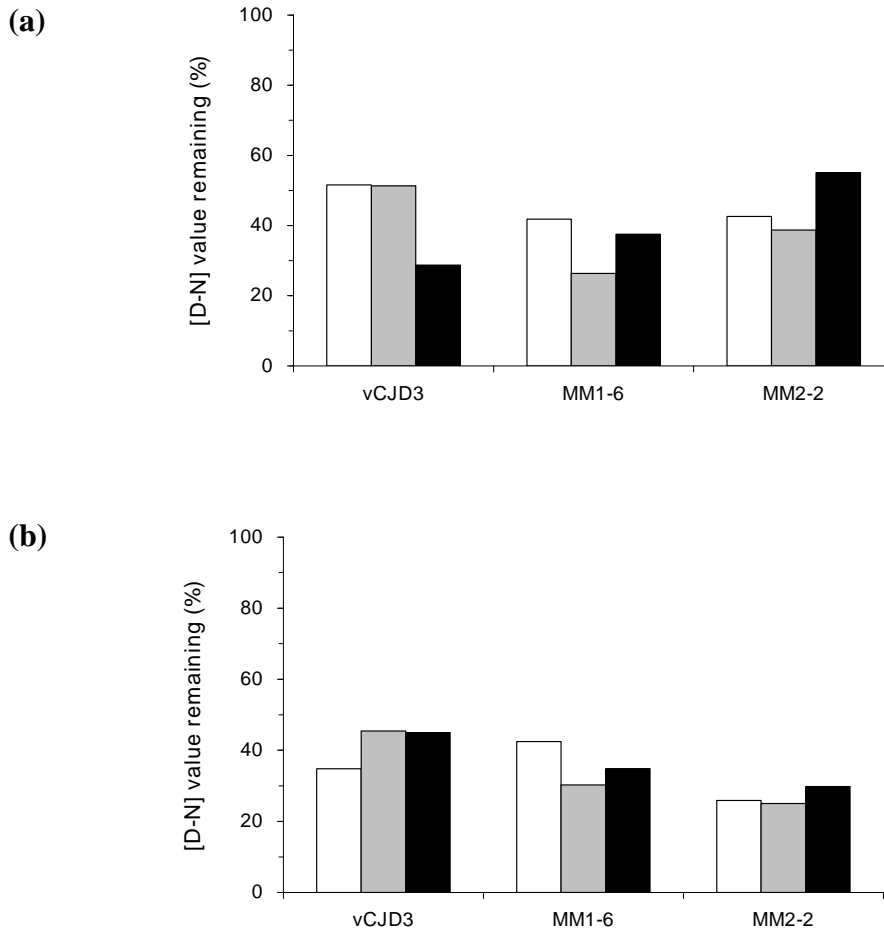 (a)
[D-N] value remaining (%)
100
80
60
40
20
0
vCJD3 MM1-6 MM2-2
(b)
[D-N] value remaining (%)
100
80
60
40
20
0
vCJD3 MM1-6 MM2-2